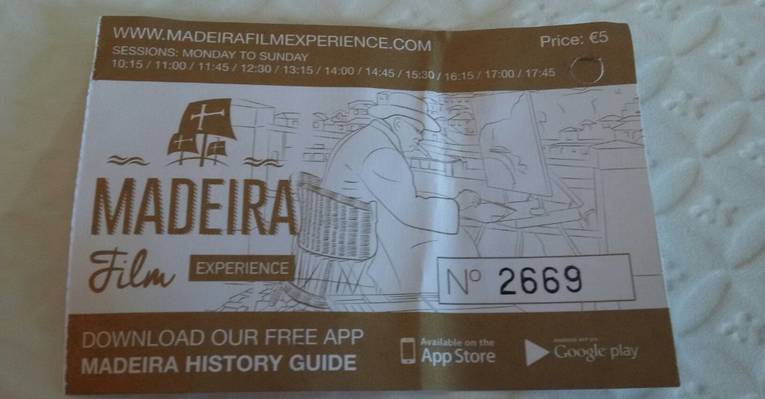 WWW.MADEIRAFILMEXPERIENCE.COM
Price: €5
SESSIONS: MONDAY TO SUNDAY
10:15 / 11:00 / 11:45 / 12:30 / 13:15 / 14:00 / 14:45 / 15:30 / 16:15 / 17:00 / 17:45
MADEIRA
Film EXPERIENCE
Nº 2669
DOWNLOAD OUR FREE APP
MADEIRA HISTORY GUIDE
Available on the
App Store
Google play